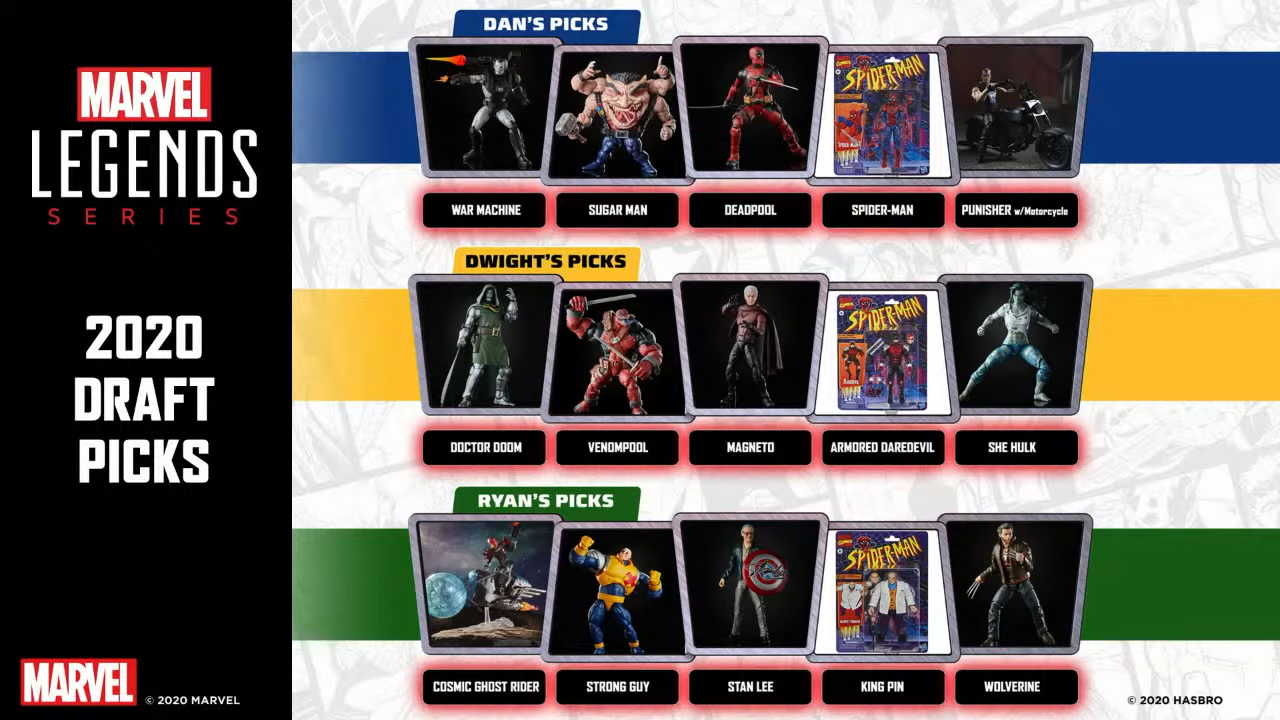 MARVEL
LEGENDS
SERIES
2020
DRAFT
PICKS
MARVEL
© 2020 MARVEL
DAN'S PICKS
SPIDER-MAN
WAR MACHINE
SUGAR MAN
DEADPOOL
SPIDER-MAN
PUNISHER w/Motorcycle
DWIGHT'S PICKS
SPIDER-MAN
DOCTOR DOOM
VENOMPOOL
MAGNETO
ARMORED DAREDEVIL
SHE HULK
RYAN'S PICKS
SPIDER-MAN
COSMIC GHOST RIDER
STRONG GUY
STAN LEE
KING PIN
WOLVERINE
© 2020 HASBRO